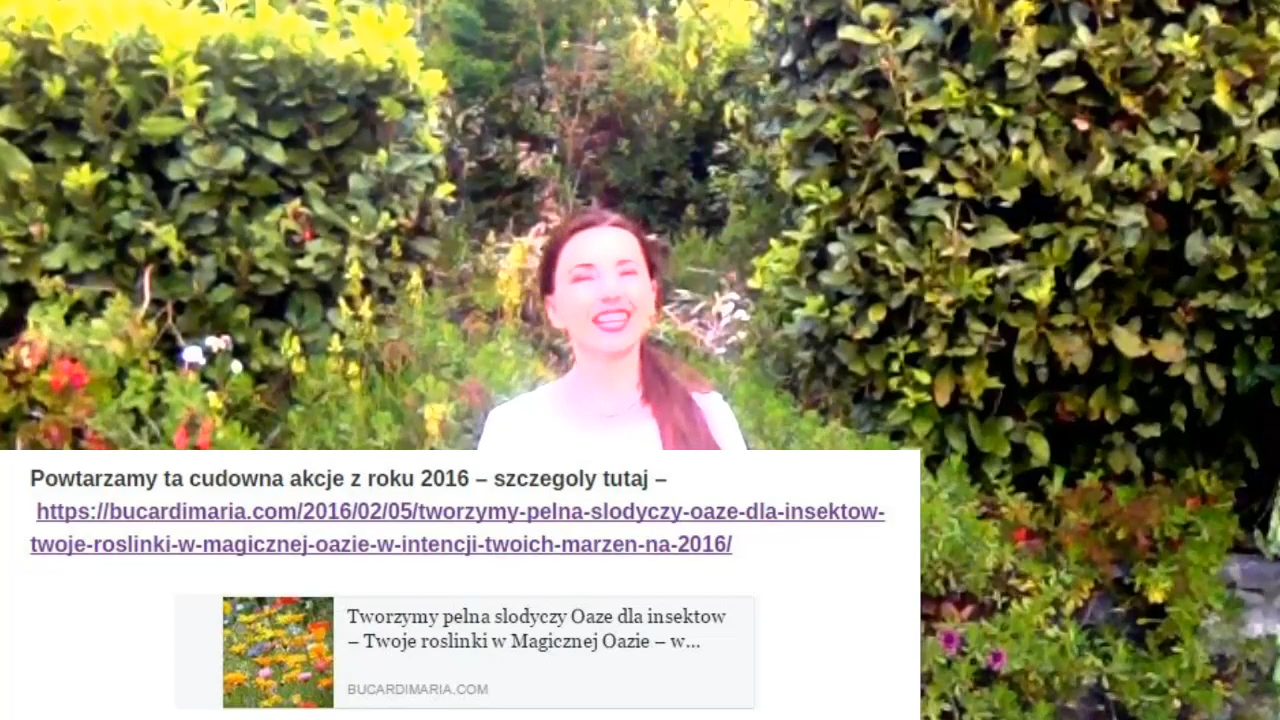 Powtarzamy ta cudowna akcje z roku 2016 – szczegoly tutaj –
https://bucardimaria.com/2016/02/05/tworzymy-pelna-slodyczy-oaze-dla-insektow-
twoje-roslinki-w-magicznej-oazie-w-intencji-twoich-marzen-na-2016/
Tworzymy pelna slodyczy Oaze dla insektow
– Twoje roslinki w Magicznej Oazie – w...
BUCARDIMARIA.COM